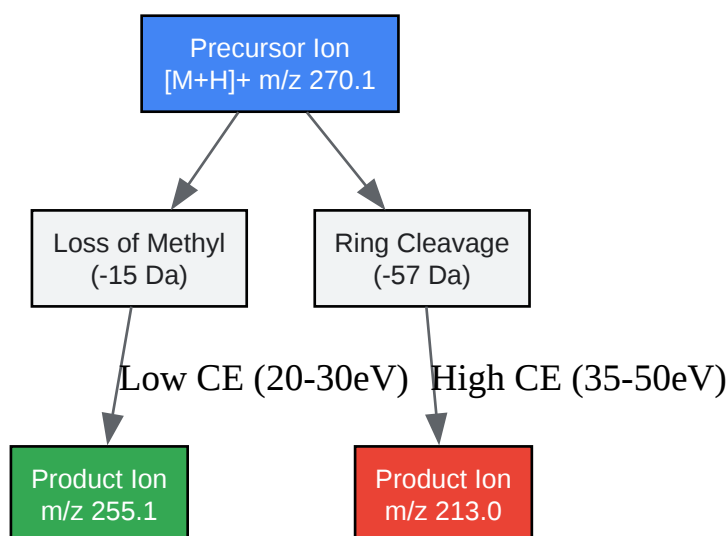 Precursor Ion
[M+H]+ m/z 270.1
Loss of Methyl
(-15 Da)
Ring Cleavage
(-57 Da)
Low CE (20-30eV)
High CE (35-50eV)
Product Ion
m/z 255.1
Product Ion
m/z 213.0